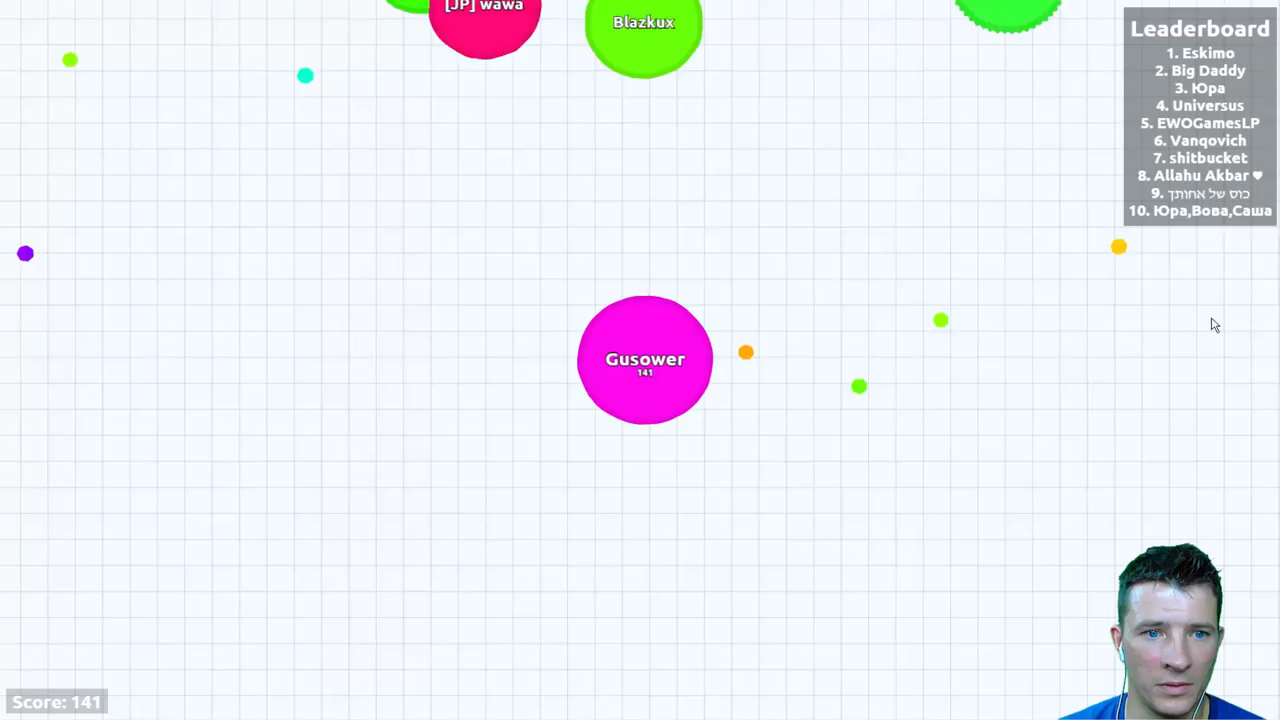 [JP] wawa
Blazkux
Leaderboard
1. Eskimo
2. Big Daddy
3. Юра
4. Universus
5. EWOGamesLP
6. Vanqovich
7. shitbucket
8. Allahu Akbar ♥
9. כוס של אחותך
10. Юра,Вова,Саша
Gusower
141
Score: 141